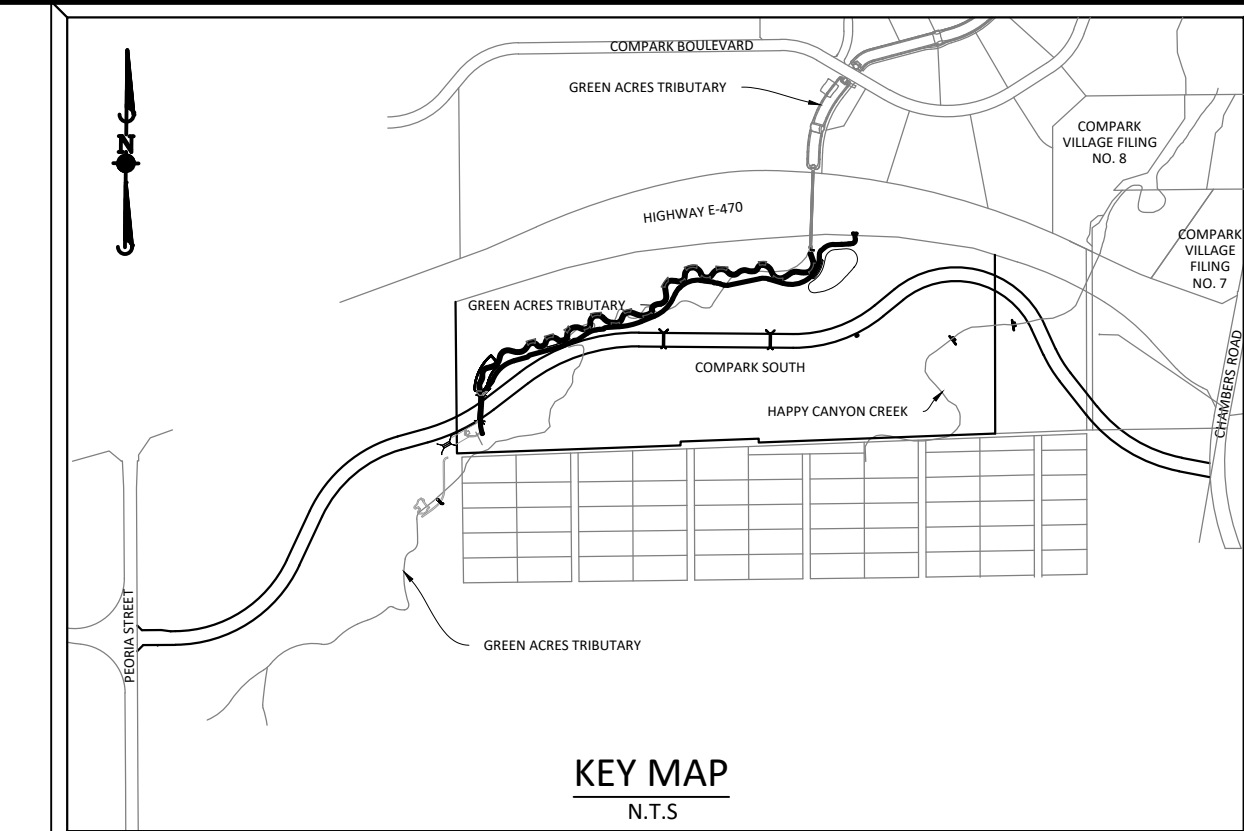 COMPARK BOULEVARD
GREEN ACRES TRIBUTARY
COMPARK
VILLAGE FILING
NO. 8
N
HIGHWAY E-470
COMPARK
VILLAGE
FILING
NO. 7
GREEN ACRES TRIBUTARY
COMPARK SOUTH
HAPPY CANYON CREEK
CHAMBERS ROAD
PEORIA STREET
GREEN ACRES TRIBUTARY
KEY MAP
N.T.S